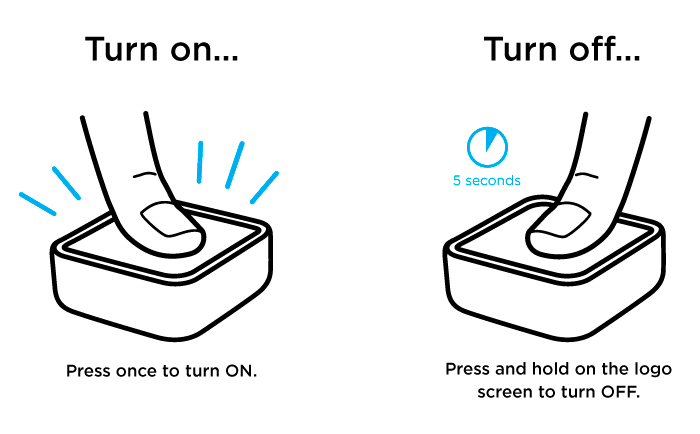 Turn on...
Turn off...
5 seconds
Press once to turn ON.
Press and hold on the logo
screen to turn OFF.